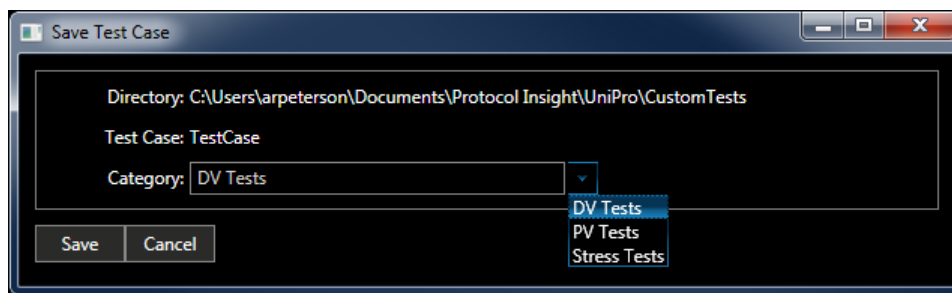 Save Test Case
Directory: C:\Users\arpeterson\Documents\Protocol Insight\UniPro\CustomTests
Test Case: TestCase
Category: DV Tests
DV Tests
PV Tests
Stress Tests
Save Cancel